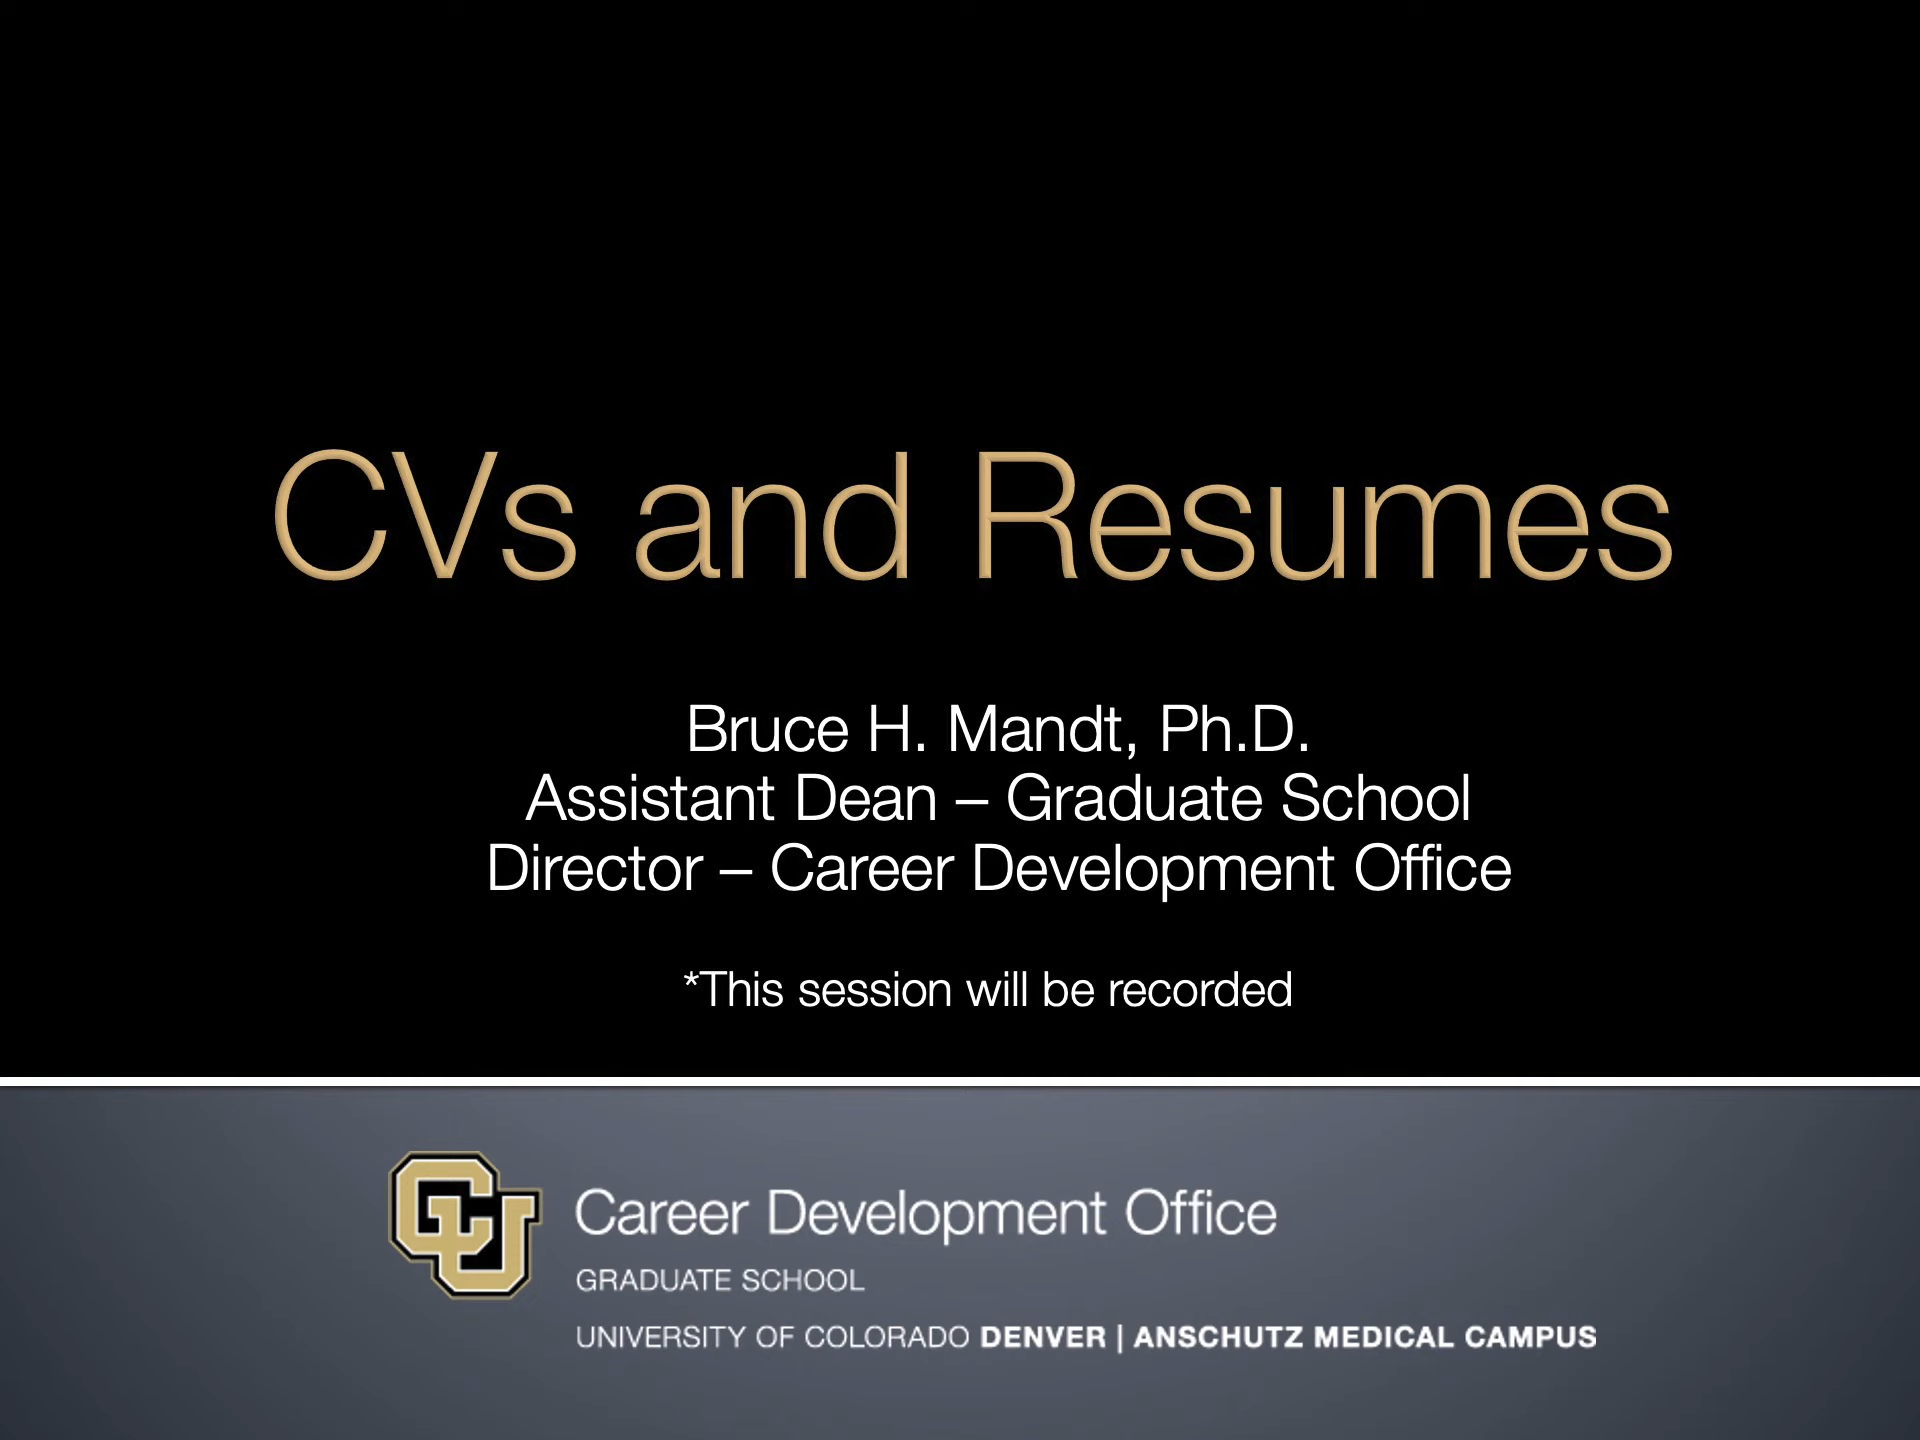 CVs and Resumes
Bruce H. Mandt, Ph.D.
Assistant Dean – Graduate School
Director – Career Development Office
*This session will be recorded
CU
Career Development Office
GRADUATE SCHOOL
UNIVERSITY OF COLORADO DENVER | ANSCHUTZ MEDICAL CAMPUS